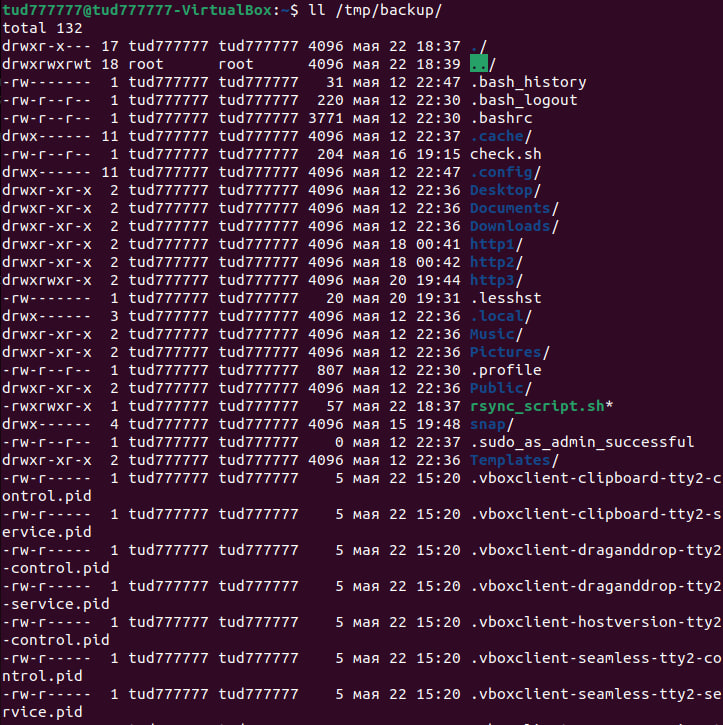 tud777777@tud777777-VirtualBox:~$ ll /tmp/backup/
total 132
drwxr-x--- 17 tud777777 tud777777 4096 мая 22 18:37 ./
drwxrwxrwt 18 root      root      4096 мая 22 18:39 ../
-rw-------  1 tud777777 tud777777   31 мая 12 22:47 .bash_history
-rw-r--r--  1 tud777777 tud777777  220 мая 12 22:30 .bash_logout
-rw-r--r--  1 tud777777 tud777777 3771 мая 12 22:30 .bashrc
drwx------ 11 tud777777 tud777777 4096 мая 12 22:37 .cache/
-rw-r--r--  1 tud777777 tud777777  204 мая 16 19:15 check.sh
drwx------ 11 tud777777 tud777777 4096 мая 12 22:47 .config/
drwxr-xr-x  2 tud777777 tud777777 4096 мая 12 22:36 Desktop/
drwxr-xr-x  2 tud777777 tud777777 4096 мая 12 22:36 Documents/
drwxr-xr-x  2 tud777777 tud777777 4096 мая 12 22:36 Downloads/
drwxr-xr-x  2 tud777777 tud777777 4096 мая 18 00:41 http1/
drwxr-xr-x  2 tud777777 tud777777 4096 мая 18 00:42 http2/
drwxrwxr-x  2 tud777777 tud777777 4096 мая 20 19:44 http3/
-rw-------  1 tud777777 tud777777   20 мая 20 19:31 .lesshst
drwx------  3 tud777777 tud777777 4096 мая 12 22:36 .local/
drwxr-xr-x  2 tud777777 tud777777 4096 мая 12 22:36 Music/
drwxr-xr-x  2 tud777777 tud777777 4096 мая 12 22:36 Pictures/
-rw-r--r--  1 tud777777 tud777777  807 мая 12 22:30 .profile
drwxr-xr-x  2 tud777777 tud777777 4096 мая 12 22:36 Public/
-rwxrwxr-x  1 tud777777 tud777777   57 мая 22 18:37 rsync_script.sh*
drwx------  4 tud777777 tud777777 4096 мая 15 19:48 snap/
-rw-r--r--  1 tud777777 tud777777    0 мая 12 22:37 .sudo_as_admin_successful
drwxr-xr-x  2 tud777777 tud777777 4096 мая 12 22:36 Templates/
-rw-r-----  1 tud777777 tud777777    5 мая 22 15:20 .vboxclient-clipboard-tty2-c
ontrol.pid
-rw-r-----  1 tud777777 tud777777    5 мая 22 15:20 .vboxclient-clipboard-tty2-s
ervice.pid
-rw-r-----  1 tud777777 tud777777    5 мая 22 15:20 .vboxclient-draganddrop-tty2
-control.pid
-rw-r-----  1 tud777777 tud777777    5 мая 22 15:20 .vboxclient-draganddrop-tty2
-service.pid
-rw-r-----  1 tud777777 tud777777    5 мая 22 15:20 .vboxclient-hostversion-tty2
-control.pid
-rw-r-----  1 tud777777 tud777777    5 мая 22 15:20 .vboxclient-seamless-tty2-co
ntrol.pid
-rw-r-----  1 tud777777 tud777777    5 мая 22 15:20 .vboxclient-seamless-tty2-se
rvice.pid